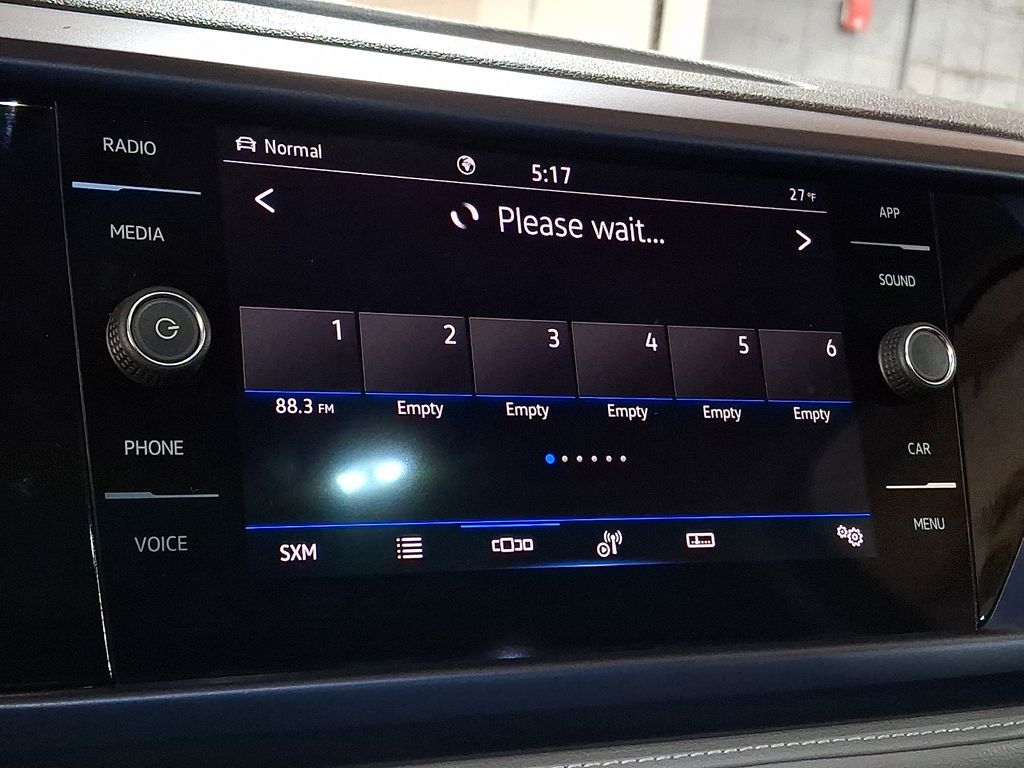 RADIO
MEDIA
PHONE
VOICE
Normal
5:17
27°F
Please wait...
1
2
3
4
5
6
88.3 FM
Empty
Empty
Empty
Empty
Empty
SXM
APP
SOUND
CAR
MENU